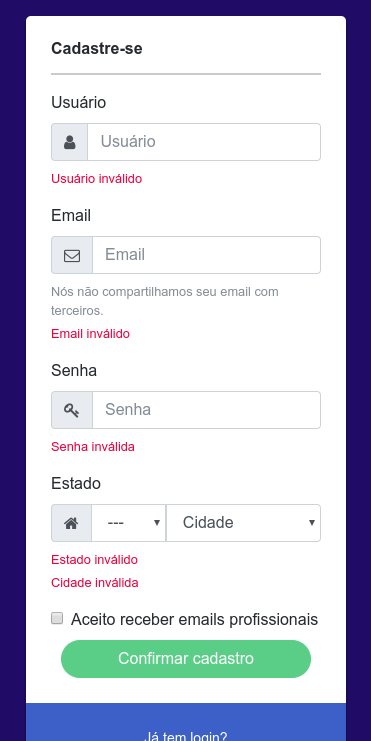 Cadastre-se
Usuário
Usuário
Usuário inválido
Email
Email
Nós não compartilhamos seu email com
terceiros.
Email inválido
Senha
Senha
Senha inválida
Estado
--- Cidade
Estado inválido
Cidade inválida
Aceito receber emails profissionais
Confirmar cadastro
Já tem login?